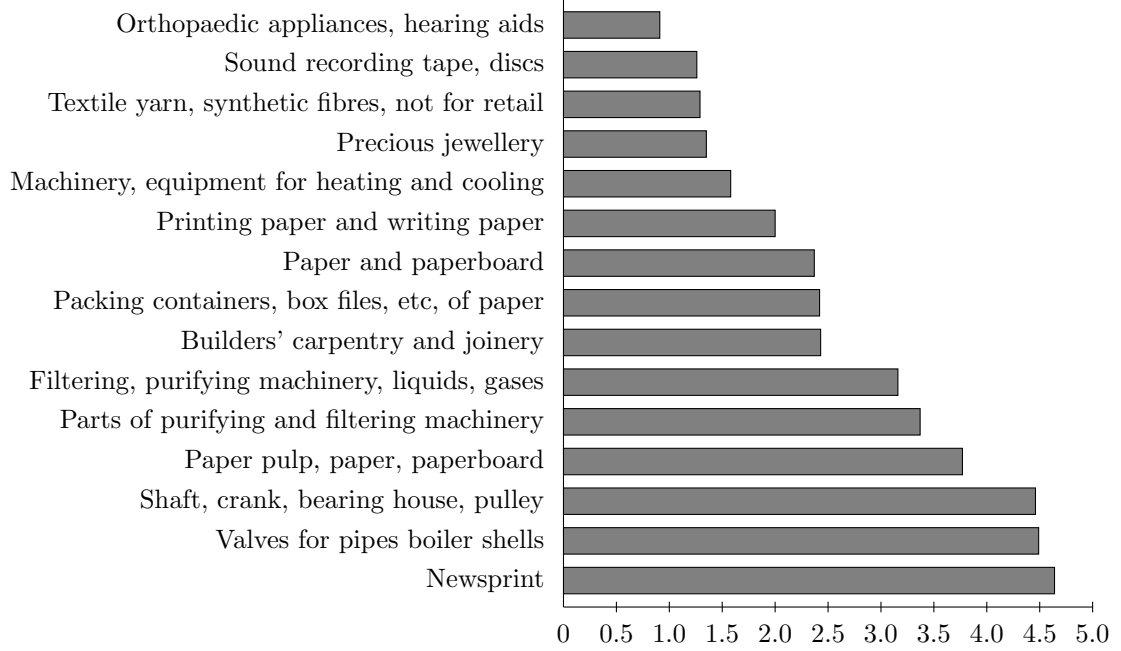 Orthopaedic appliances, hearing aids
Sound recording tape, discs
Textile yarn, synthetic fibres, not for retail
Precious jewellery
Machinery, equipment for heating and cooling
Printing paper and writing paper
Paper and paperboard
Packing containers, box files, etc, of paper
Builders’ carpentry and joinery
Filtering, purifying machinery, liquids, gases
Parts of purifying and filtering machinery
Paper pulp, paper, paperboard
Shaft, crank, bearing house, pulley
Valves for pipes boiler shells
Newsprint
0 0.5 1.0 1.5 2.0 2.5 3.0 3.5 4.0 4.5 5.0